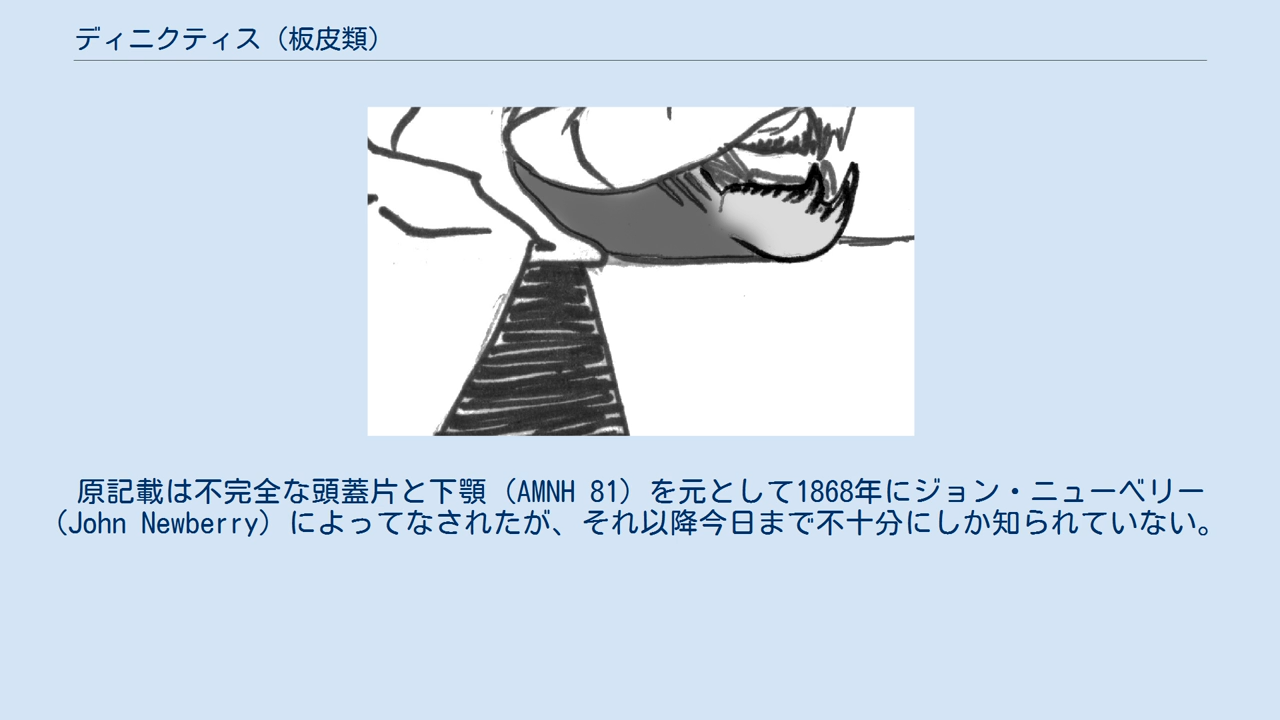 ディニクティス（板皮類）
原記載は不完全な頭蓋片と下顎（AMNH 81）を元として1868年にジョン・ニューベリー
（John Newberry）によってなされたが、それ以降今日まで不十分にしか知られていない。